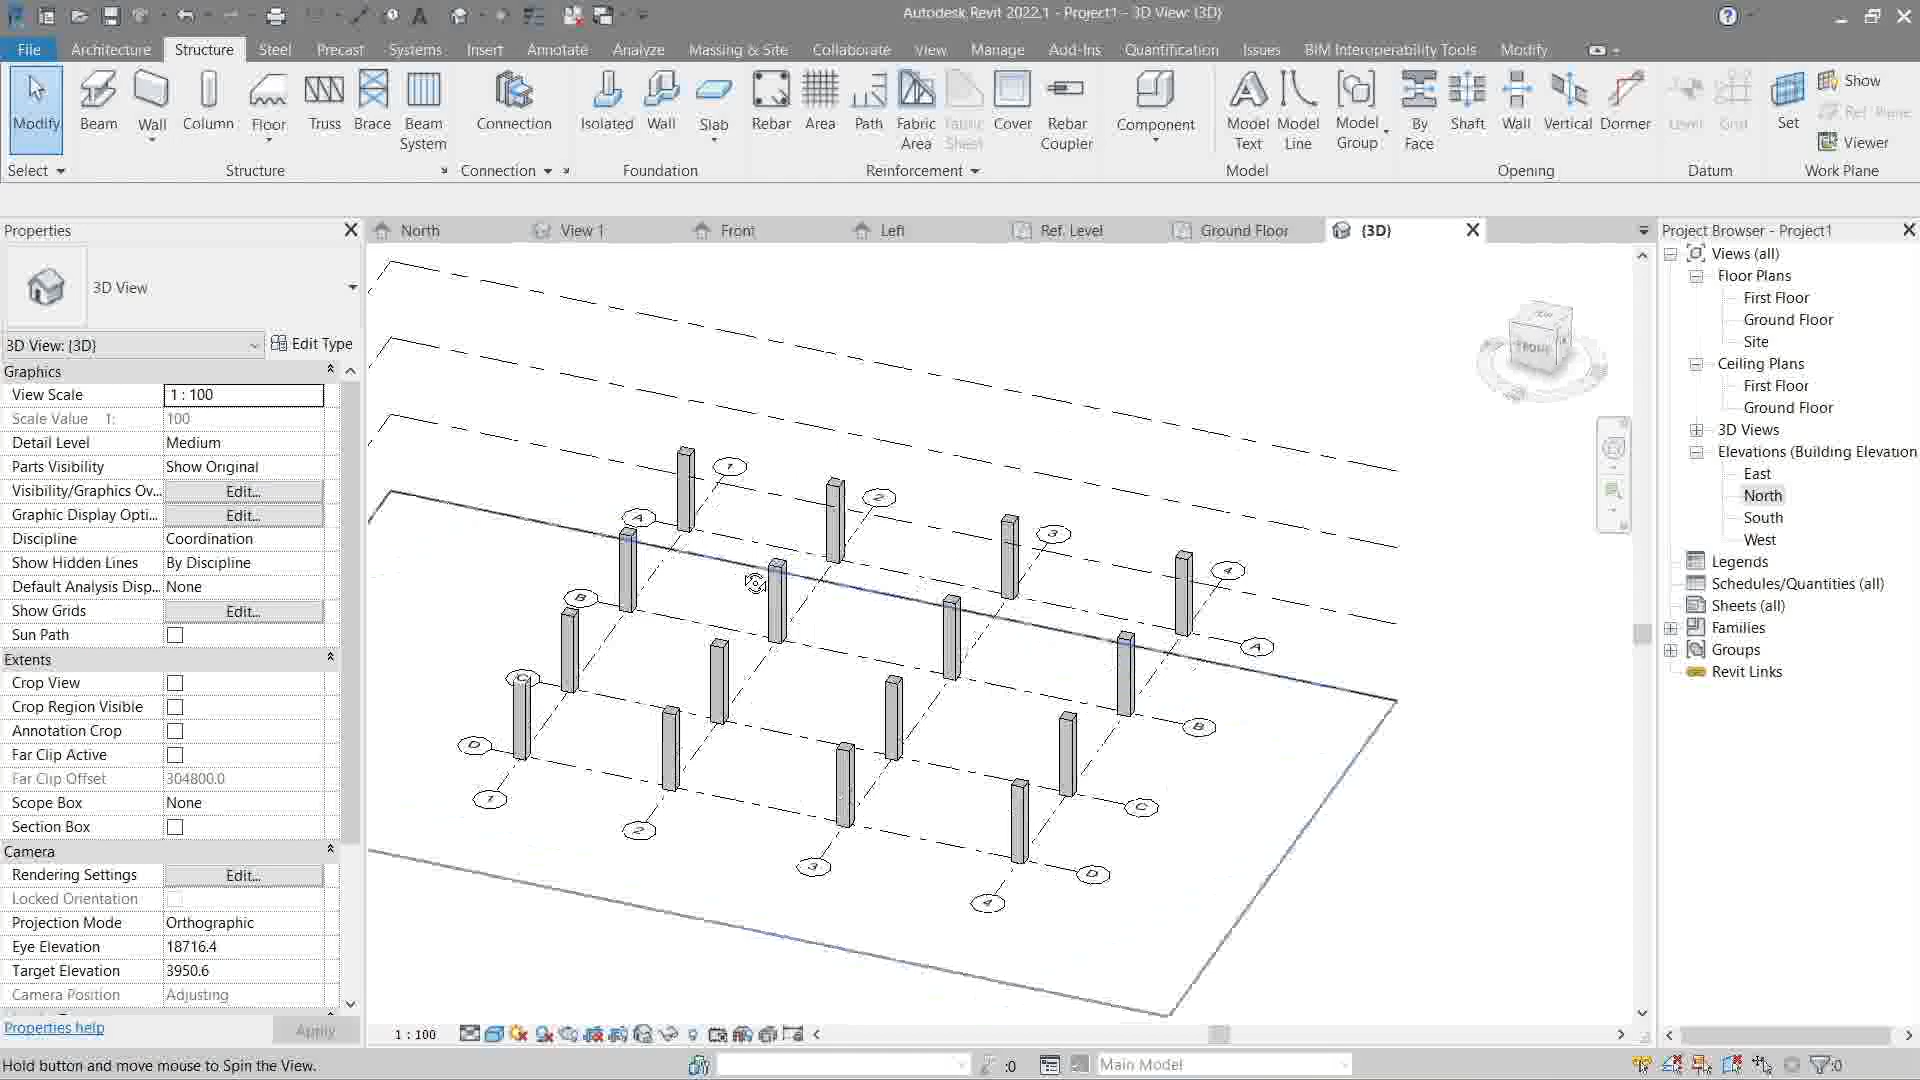 Autodesk Revit 2022.1 - Project1 - 3D View: {3D}
File Architecture Structure Steel Precast Systems Insert Annotate Analyze Massing & Site Collaborate View Manage Add-Ins Quantification Issues BIM Interoperability Tools Modify
Modify Beam Wall Column Floor Truss Brace Beam System Connection Isolated Wall Slab Rebar Area Path Fabric Area Fabric Sheet Cover Rebar Coupler Component Model Text Model Line Model Group By Face Shaft Wall Vertical Dormer Level Grid Set Show Ref Plane Viewer
Select Structure Connection Foundation Reinforcement Model Opening Datum Work Plane
Properties
North View 1 Front Left Ref. Level Ground Floor {3D}
Project Browser - Project1
3D View
3D View: {3D} Edit Type
Graphics
View Scale 1 : 100
Scale Value 1: 100
Detail Level Medium
Parts Visibility Show Original
Visibility/Graphics Ov... Edit...
Graphic Display Opti... Edit...
Discipline Coordination
Show Hidden Lines By Discipline
Default Analysis Disp... None
Show Grids Edit...
Sun Path
Extents
Crop View
Crop Region Visible
Annotation Crop
Far Clip Active
Far Clip Offset 304800.0
Scope Box None
Section Box
Camera
Rendering Settings Edit...
Locked Orientation
Projection Mode Orthographic
Eye Elevation 18716.4
Target Elevation 3950.6
Camera Position Adjusting
Properties help Apply
FRONT
1
2
A
3
4
B
A
C
B
D
1
C
2
3
D
4
Views (all)
Floor Plans
First Floor
Ground Floor
Site
Ceiling Plans
First Floor
Ground Floor
3D Views
Elevations (Building Elevation
East
North
South
West
Legends
Schedules/Quantities (all)
Sheets (all)
Families
Groups
Revit Links
1 : 100
Hold button and move mouse to Spin the View.
:0
Main Model
:0